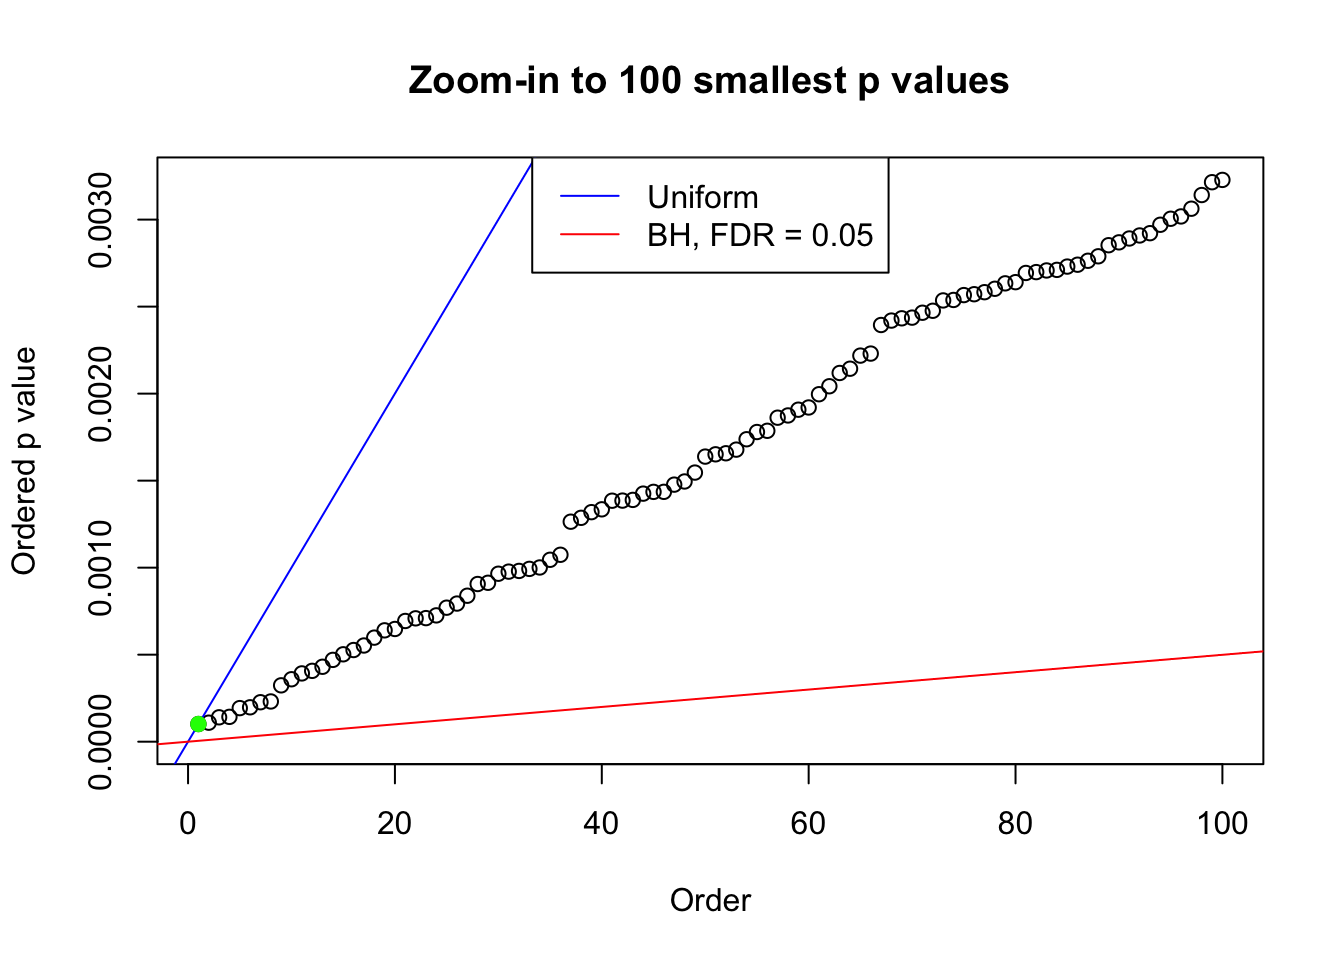 Zoom-in to 100 smallest p values
Uniform
BH, FDR = 0.05
Ordered p value
0.0000
0.0010
0.0020
0.0030
0 20 40 60 80 100
Order